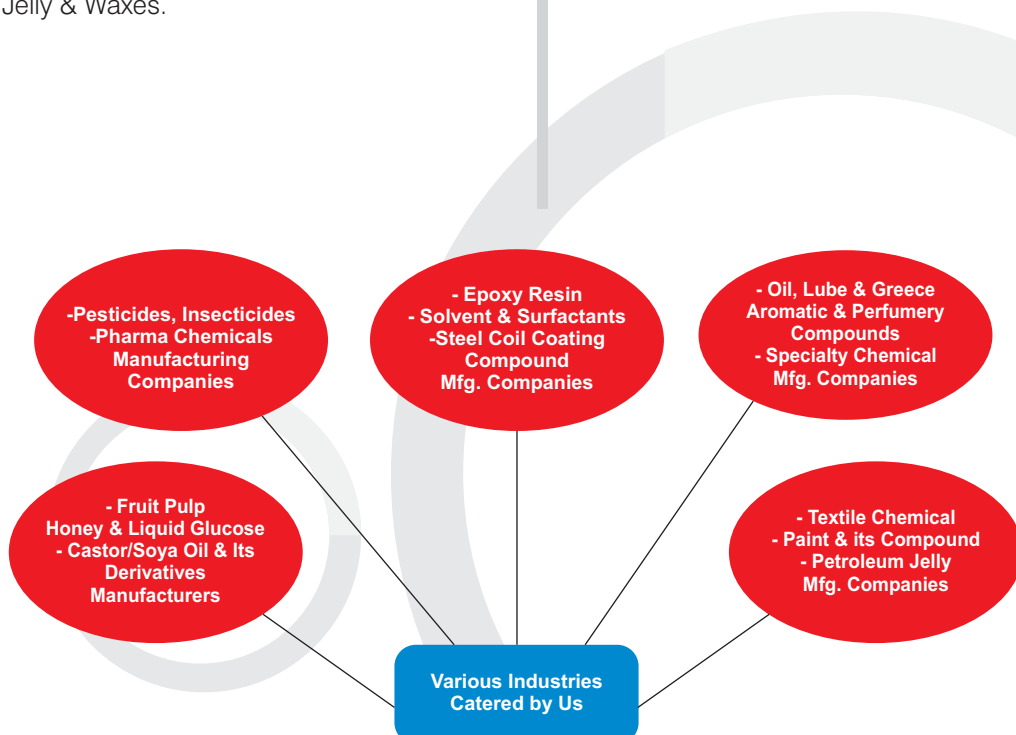 Jelly & Waxes.
-Pesticides, Insecticides
-Pharma Chemicals
Manufacturing
Companies
- Epoxy Resin
- Solvent & Surfactants
-Steel Coil Coating
Compound
Mfg. Companies
- Oil, Lube & Greece
Aromatic & Perfumery
Compounds
- Specialty Chemical
Mfg. Companies
- Fruit Pulp
Honey & Liquid Glucose
- Castor/Soya Oil & Its
Derivatives
Manufacturers
- Textile Chemical
- Paint & its Compound
- Petroleum Jelly
Mfg. Companies
Various Industries
Catered by Us